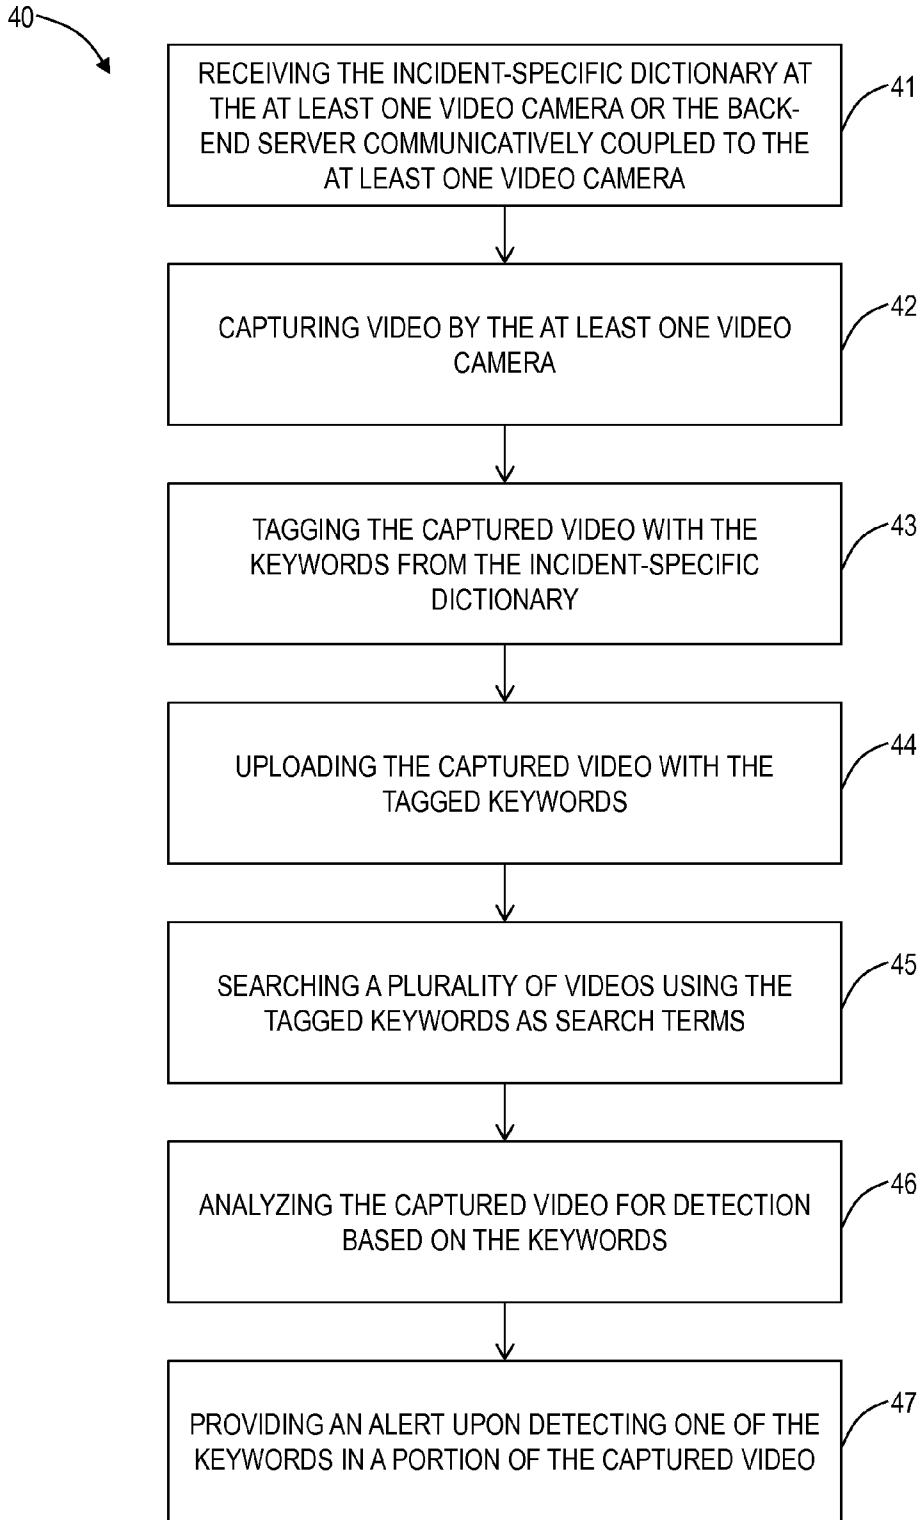 40
RECEIVING THE INCIDENT-SPECIFIC DICTIONARY AT
THE AT LEAST ONE VIDEO CAMERA OR THE BACK-
END SERVER COMMUNICATIVELY COUPLED TO THE
AT LEAST ONE VIDEO CAMERA
41
CAPTURING VIDEO BY THE AT LEAST ONE VIDEO
CAMERA
42
TAGGING THE CAPTURED VIDEO WITH THE
KEYWORDS FROM THE INCIDENT-SPECIFIC
DICTIONARY
43
UPLOADING THE CAPTURED VIDEO WITH THE
TAGGED KEYWORDS
44
SEARCHING A PLURALITY OF VIDEOS USING THE
TAGGED KEYWORDS AS SEARCH TERMS
45
ANALYZING THE CAPTURED VIDEO FOR DETECTION
BASED ON THE KEYWORDS
46
PROVIDING AN ALERT UPON DETECTING ONE OF THE
KEYWORDS IN A PORTION OF THE CAPTURED VIDEO
47